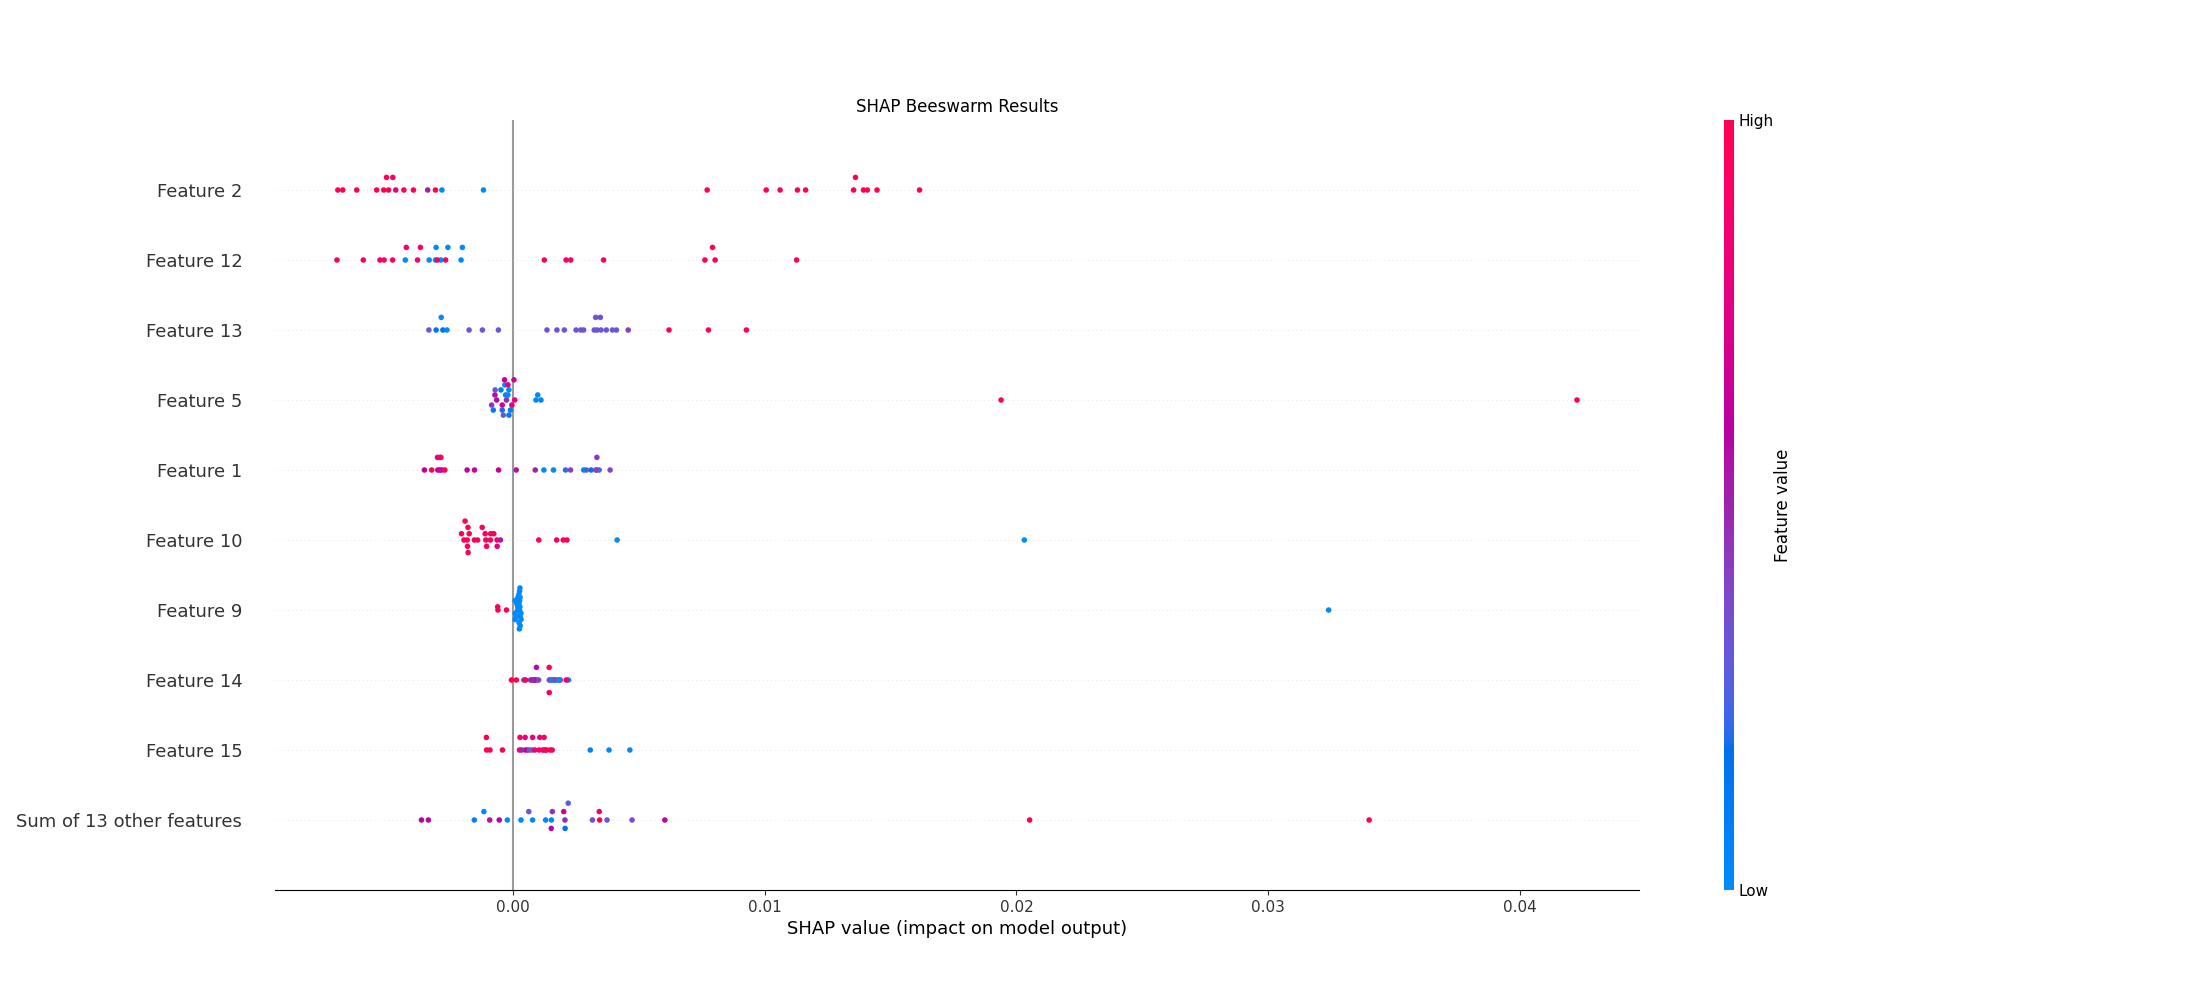 SHAP Beeswarm Results
High
Feature 2
Feature 12
Feature 13
Feature 5
Feature 1
Feature 10
Feature 9
Feature 14
Feature 15
Sum of 13 other features
Feature value
Low
0.00 0.01 0.02 0.03 0.04
SHAP value (impact on model output)